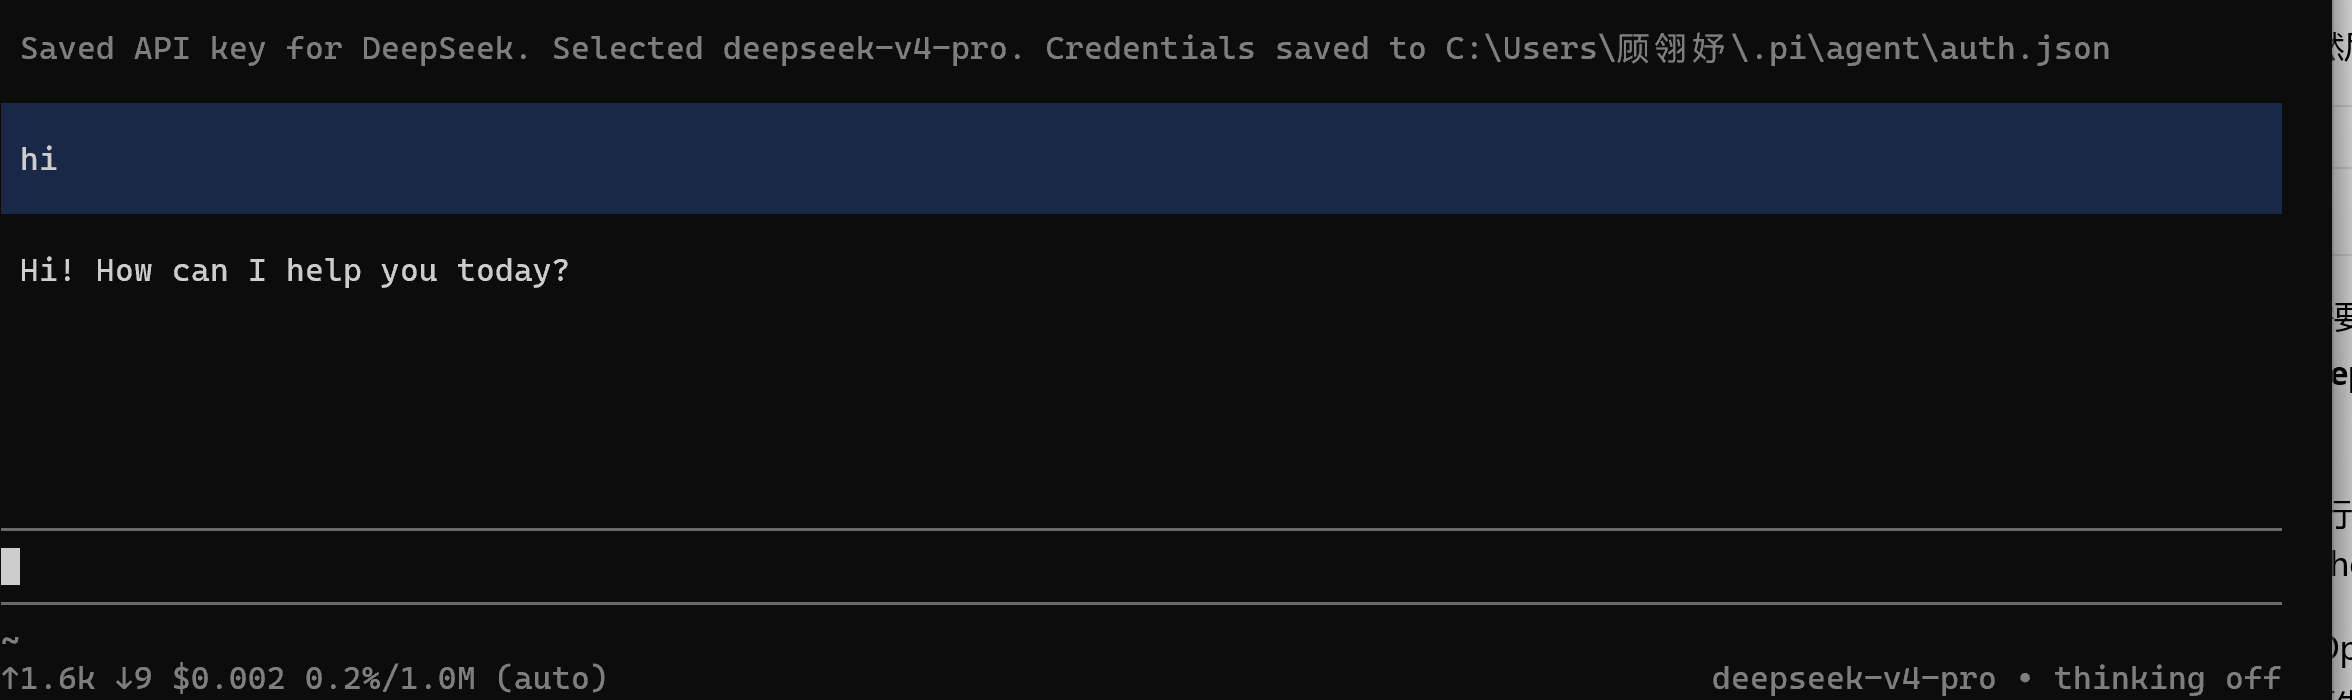 Saved API key for DeepSeek. Selected deepseek-v4-pro. Credentials saved to C:\Users\顾翎妤\.pi\agent\auth.json
hi
Hi! How can I help you today?
要
行
~
↑1.6k ↓9 $0.002 0.2%/1.0M (auto)
deepseek-v4-pro • thinking off